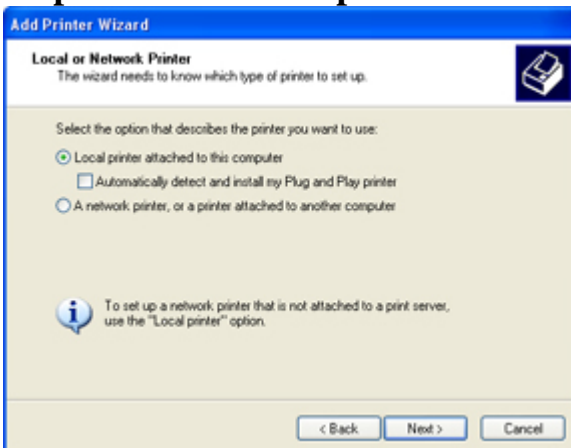 Add Printer Wizard
Local or Network Printer
The wizard needs to know which type of printer to set up.
Select the option that describes the printer you want to use:
Local printer attached to this computer
Automatically detect and install my Plug and Play printer
A network printer, or a printer attached to another computer
To set up a network printer that is not attached to a print server,
use the "Local printer" option.
< Back Next > Cancel